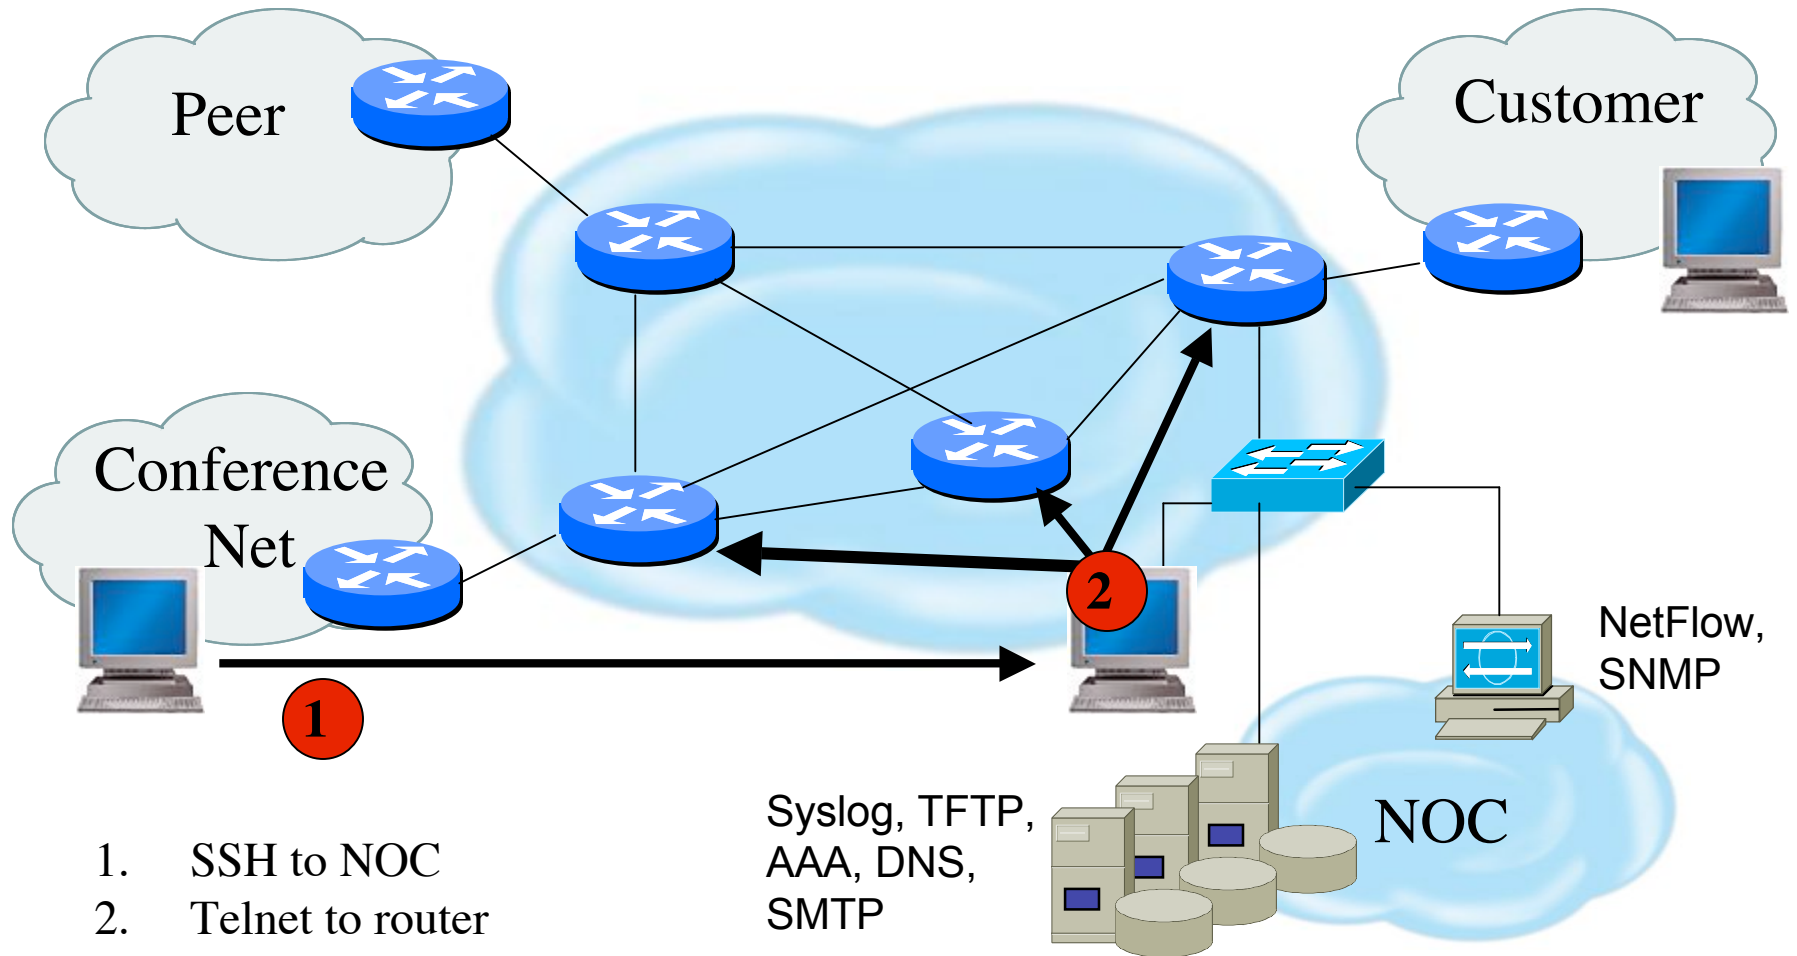 Peer
Customer
Conference
Net
2
1
NetFlow,
SNMP
Syslog, TFTP,
AAA, DNS,
SMTP
NOC
1. SSH to NOC
2. Telnet to router